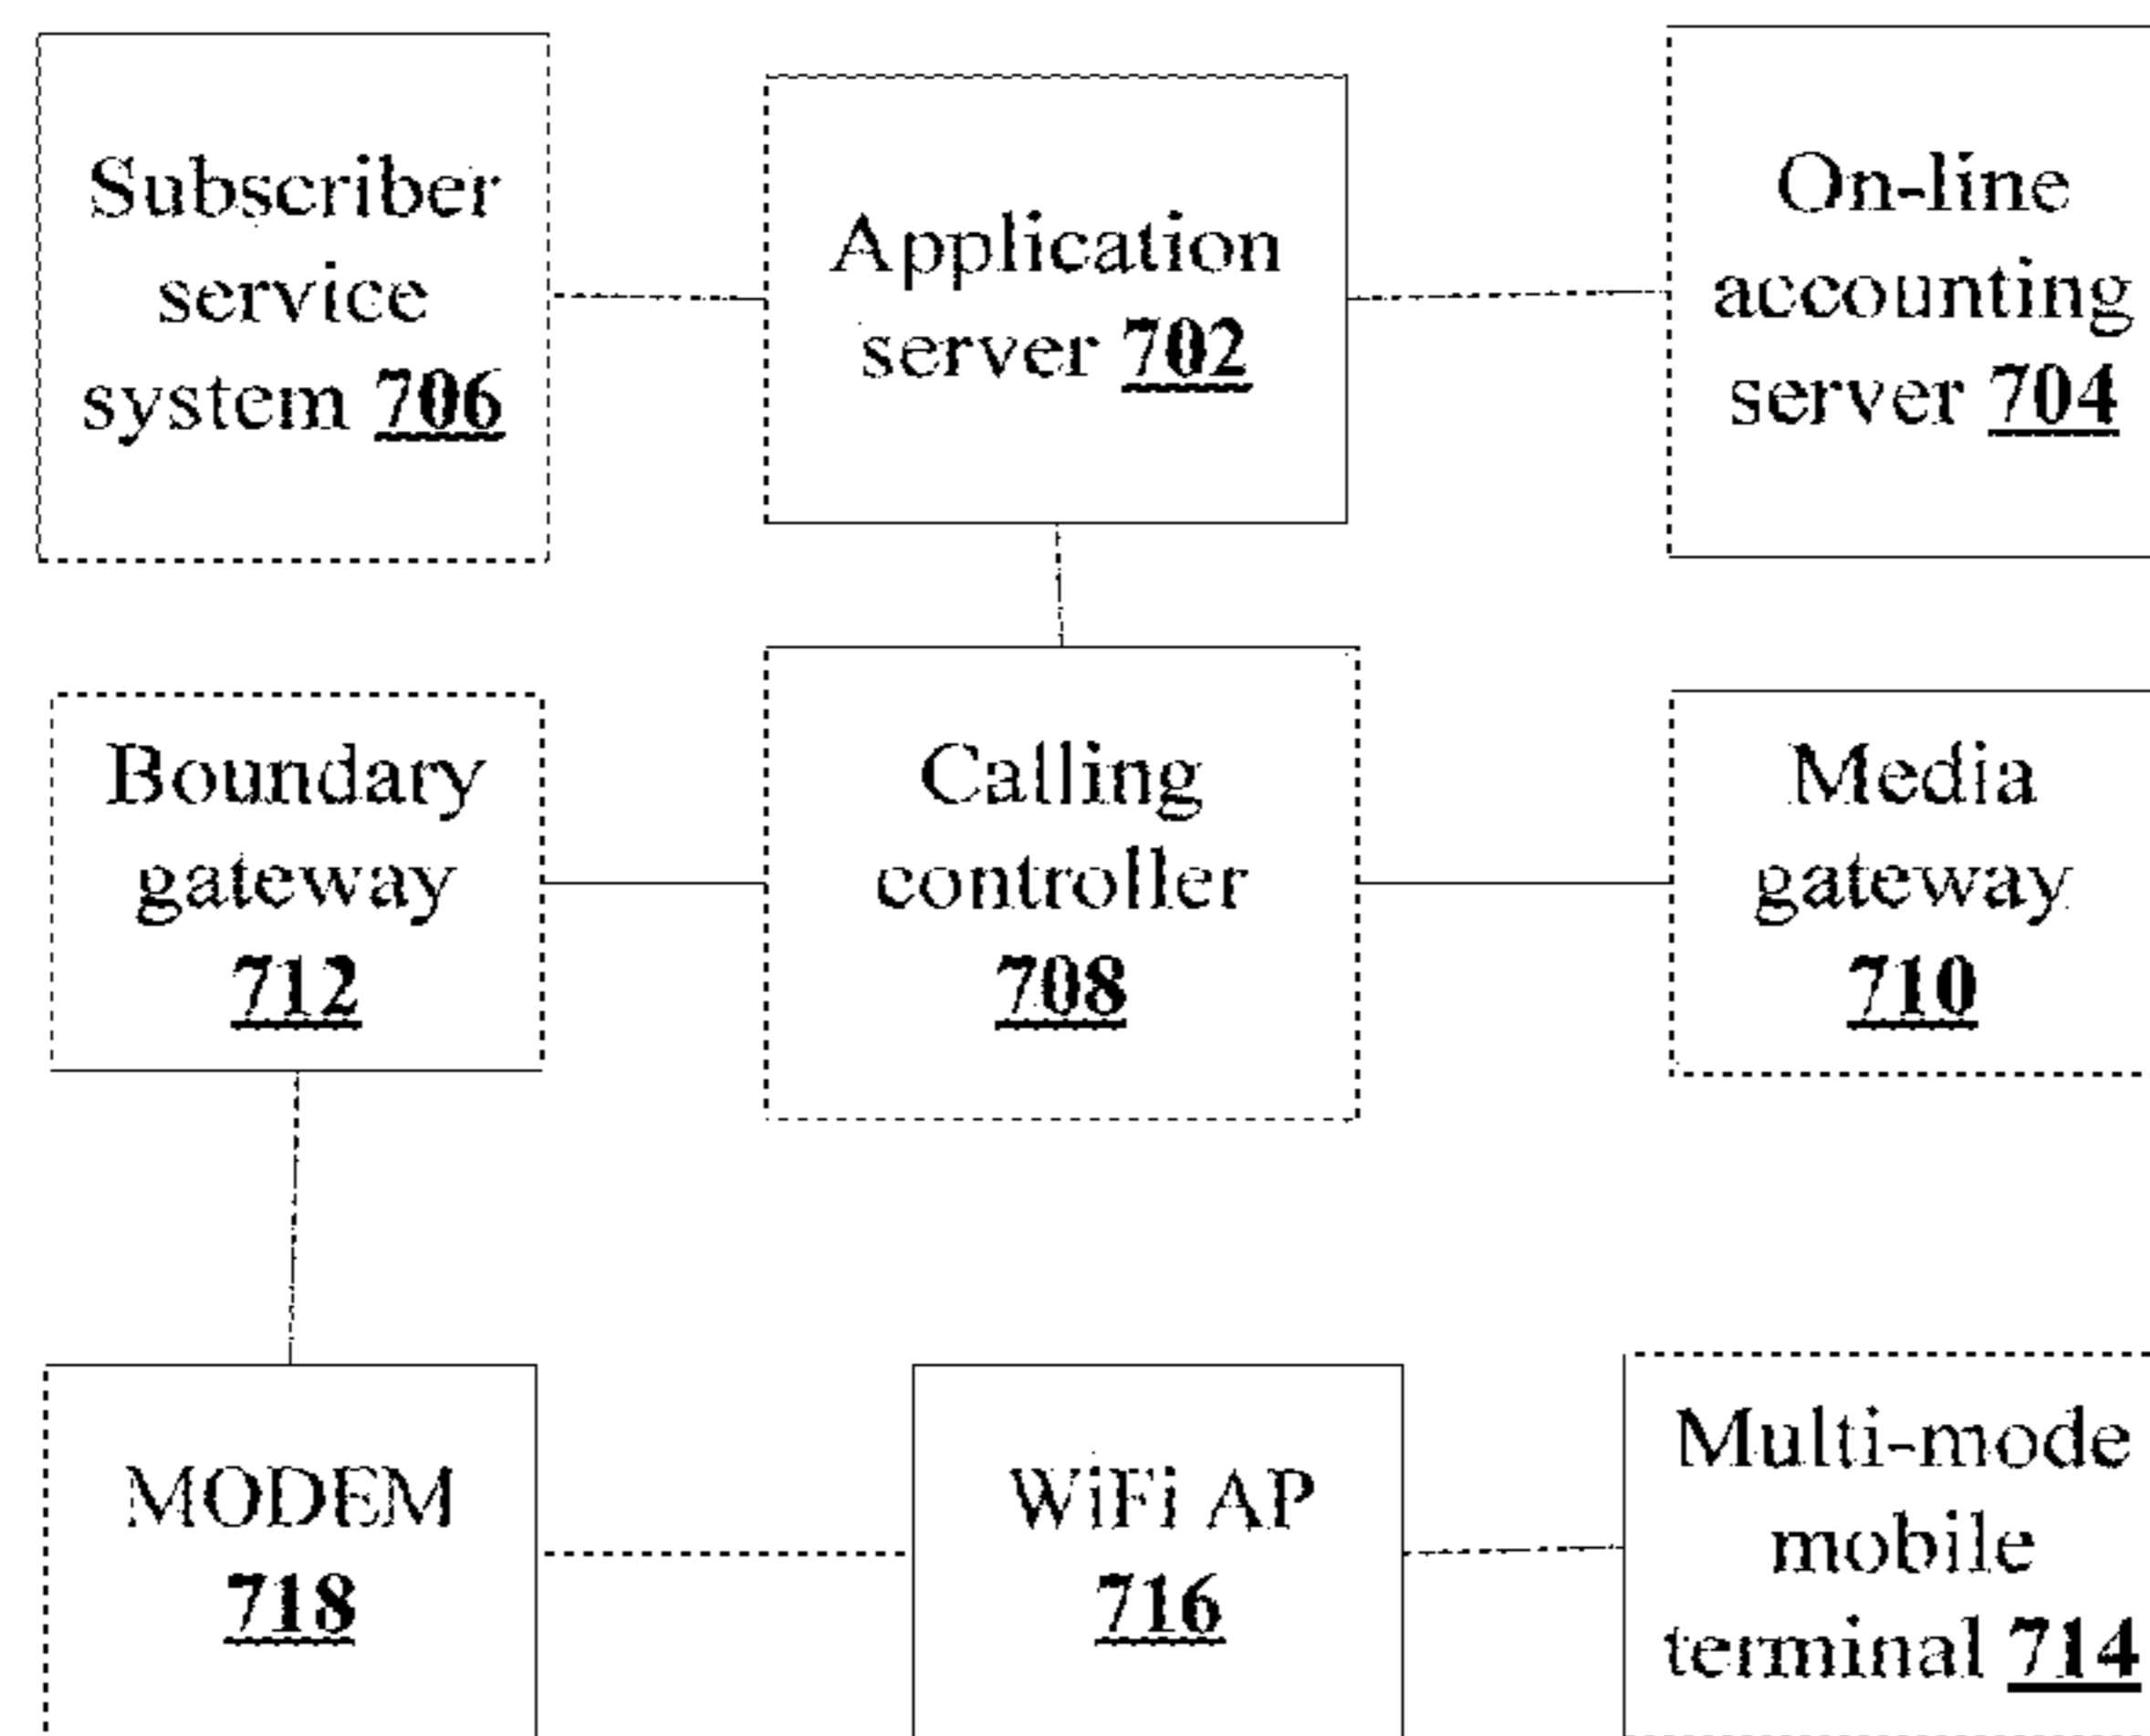 Subscriber
service
system 706
Application
server 702
On-line
accounting
server 704
Boundary
gateway
712
Calling
controller
708
Media
gateway
710
MODEM
718
WiFi AP
716
Multi-mode
mobile
terminal 714